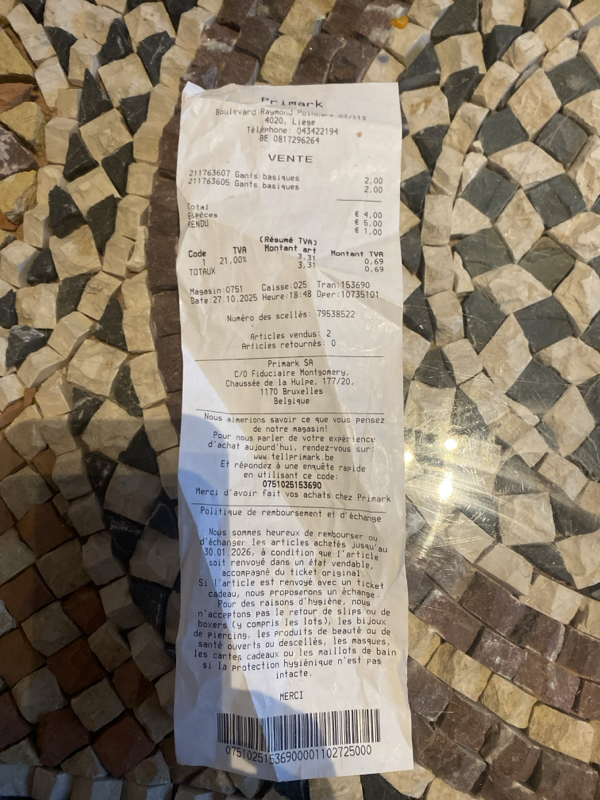 Primark
Boulevard Raymond
4020, Liege
Téléphone: 043422194
BE 0817296264
VENTE
211763607 Gants basiques 2,00
211763605 Gants basiques 2,00
Total € 4,00
Espèces € 5,00
RENDU € 1,00
(Résumé TVA)
Code TVA Montant art Montant TVA
1 21,00% 3,31 0,69
TOTAUX 3,31 0,69
Magasin:0751 Caisse:025 Tran:153690
Date:27.10.2025 Heure:18:48 Oper:10735101
Numéro des scellés: 79538522
Articles vendus: 2
Articles retournés: 0
Primark SA
C/O Fiduciaire Montgomery,
Chaussée de la Hulpe, 177/20,
1170 Bruxelles
Belgique
Nous aimerions savoir ce que vous pensez
de notre magasin!
Pour nous parler de votre expérience
d'achat aujourd'hui, rendez-vous sur:
www.tellprimark.be
Et répondez à une enquête rapide
en utilisant ce code:
0751025153690
Merci d'avoir fait vos achats chez Primark
Politique de remboursement et d'échange
Nous sommes heureux de rembourser ou
d'échanger les articles achetés jusqu'au
30.01.2026, à condition que l'article
soit renvoyé dans un état vendable,
accompagné du ticket original.
Si l'article est renvoyé avec un ticket
cadeau, nous proposerons un échange.
Pour des raisons d'hygiène, nous
n'acceptons pas le retour de slips ou de
boxers (y compris les lots), les bijoux
de piercing, les produits de beauté ou de
santé ouverts ou descellés, les masques,
les cartes cadeaux ou les maillots de bain
si la protection hygiénique n'est pas
intacte.
MERCI
07510251536900001102725000